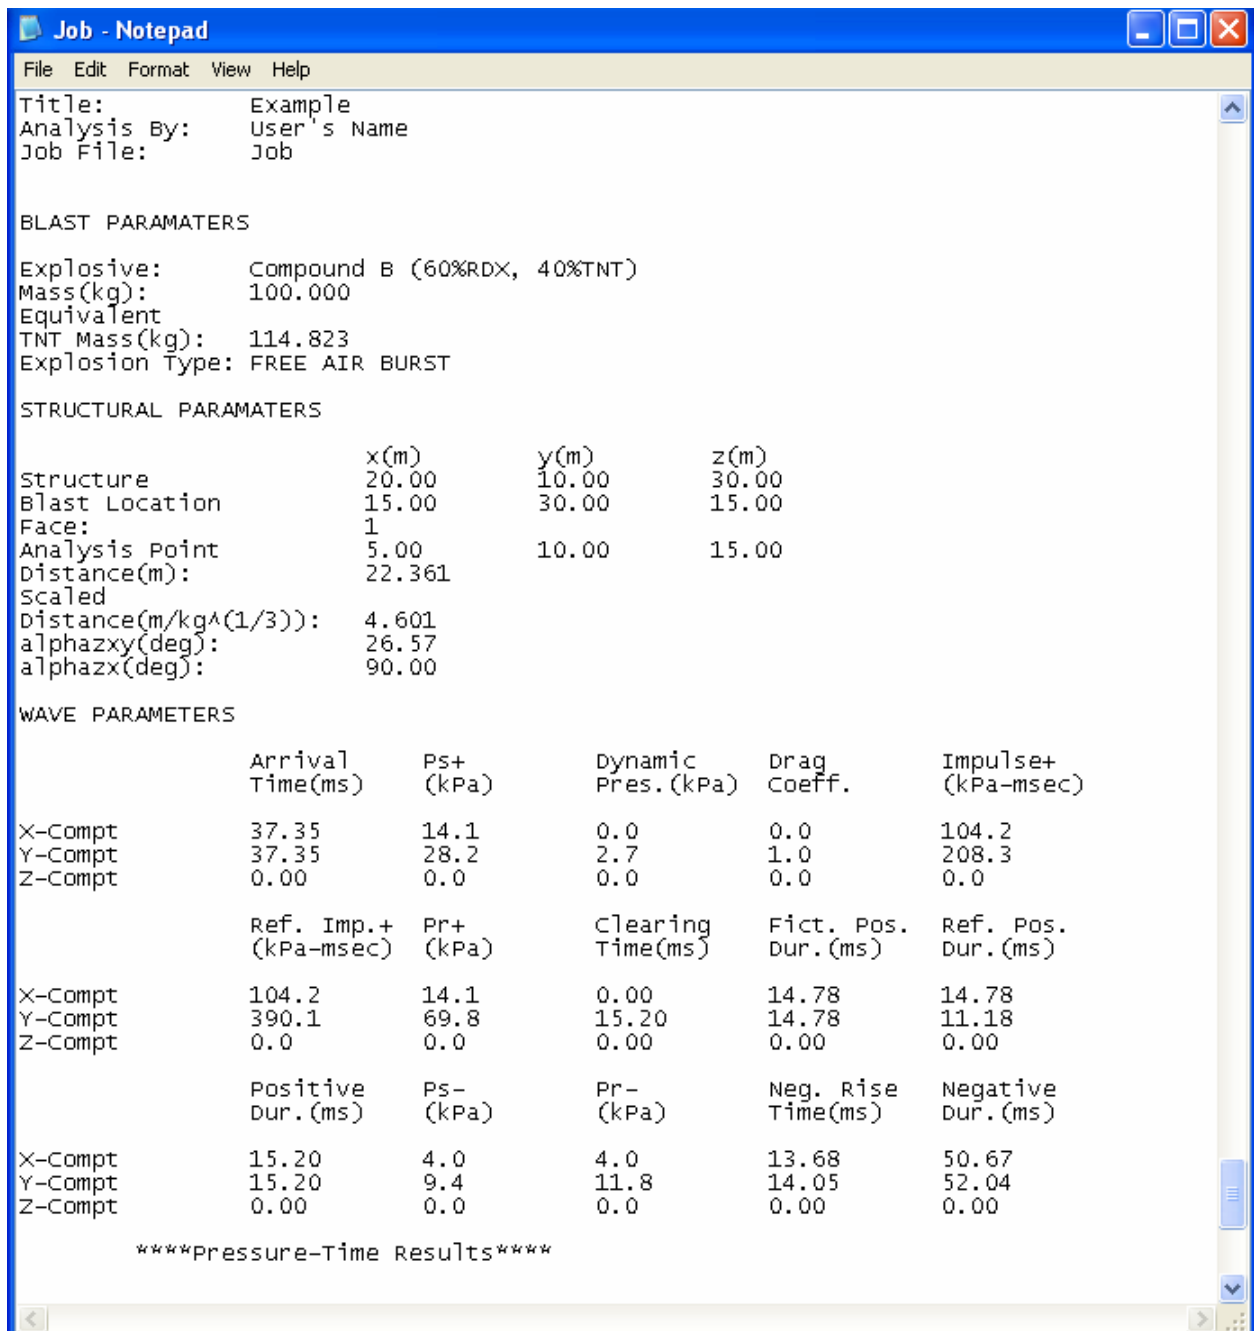 Job - Notepad
File Edit Format View Help
Title: Example
Analysis By: User's Name
Job File: Job
BLAST PARAMATERS
Explosive: Compound B (60%RDX, 40%TNT)
Mass(kg): 100.000
Equivalent
TNT Mass(kg): 114.823
Explosion Type: FREE AIR BURST
STRUCTURAL PARAMATERS
x(m) y(m) z(m)
Structure 20.00 10.00 30.00
Blast Location 15.00 30.00 15.00
Face: 1
Analysis Point 5.00 10.00 15.00
Distance(m): 22.361
Scaled
Distance(m/kg^(1/3)): 4.601
alphazxy(deg): 26.57
alphazx(deg): 90.00
WAVE PARAMETERS
Arrival Ps+ Dynamic Drag Impulse+
Time(ms) (kPa) Pres.(kPa) Coeff. (kPa-msec)
X-Compt 37.35 14.1 0.0 0.0 104.2
Y-Compt 37.35 28.2 2.7 1.0 208.3
Z-Compt 0.00 0.0 0.0 0.0 0.0
Ref. Imp.+ Pr+ Clearing Fict. Pos. Ref. Pos.
(kPa-msec) (kPa) Time(ms) Dur.(ms) Dur.(ms)
X-Compt 104.2 14.1 0.00 14.78 14.78
Y-Compt 390.1 69.8 15.20 14.78 11.18
Z-Compt 0.0 0.0 0.00 0.00 0.00
Positive Ps- Pr- Neg. Rise Negative
Dur.(ms) (kPa) (kPa) Time(ms) Dur.(ms)
X-Compt 15.20 4.0 4.0 13.68 50.67
Y-Compt 15.20 9.4 11.8 14.05 52.04
Z-Compt 0.00 0.0 0.0 0.00 0.00
****Pressure-Time Results****